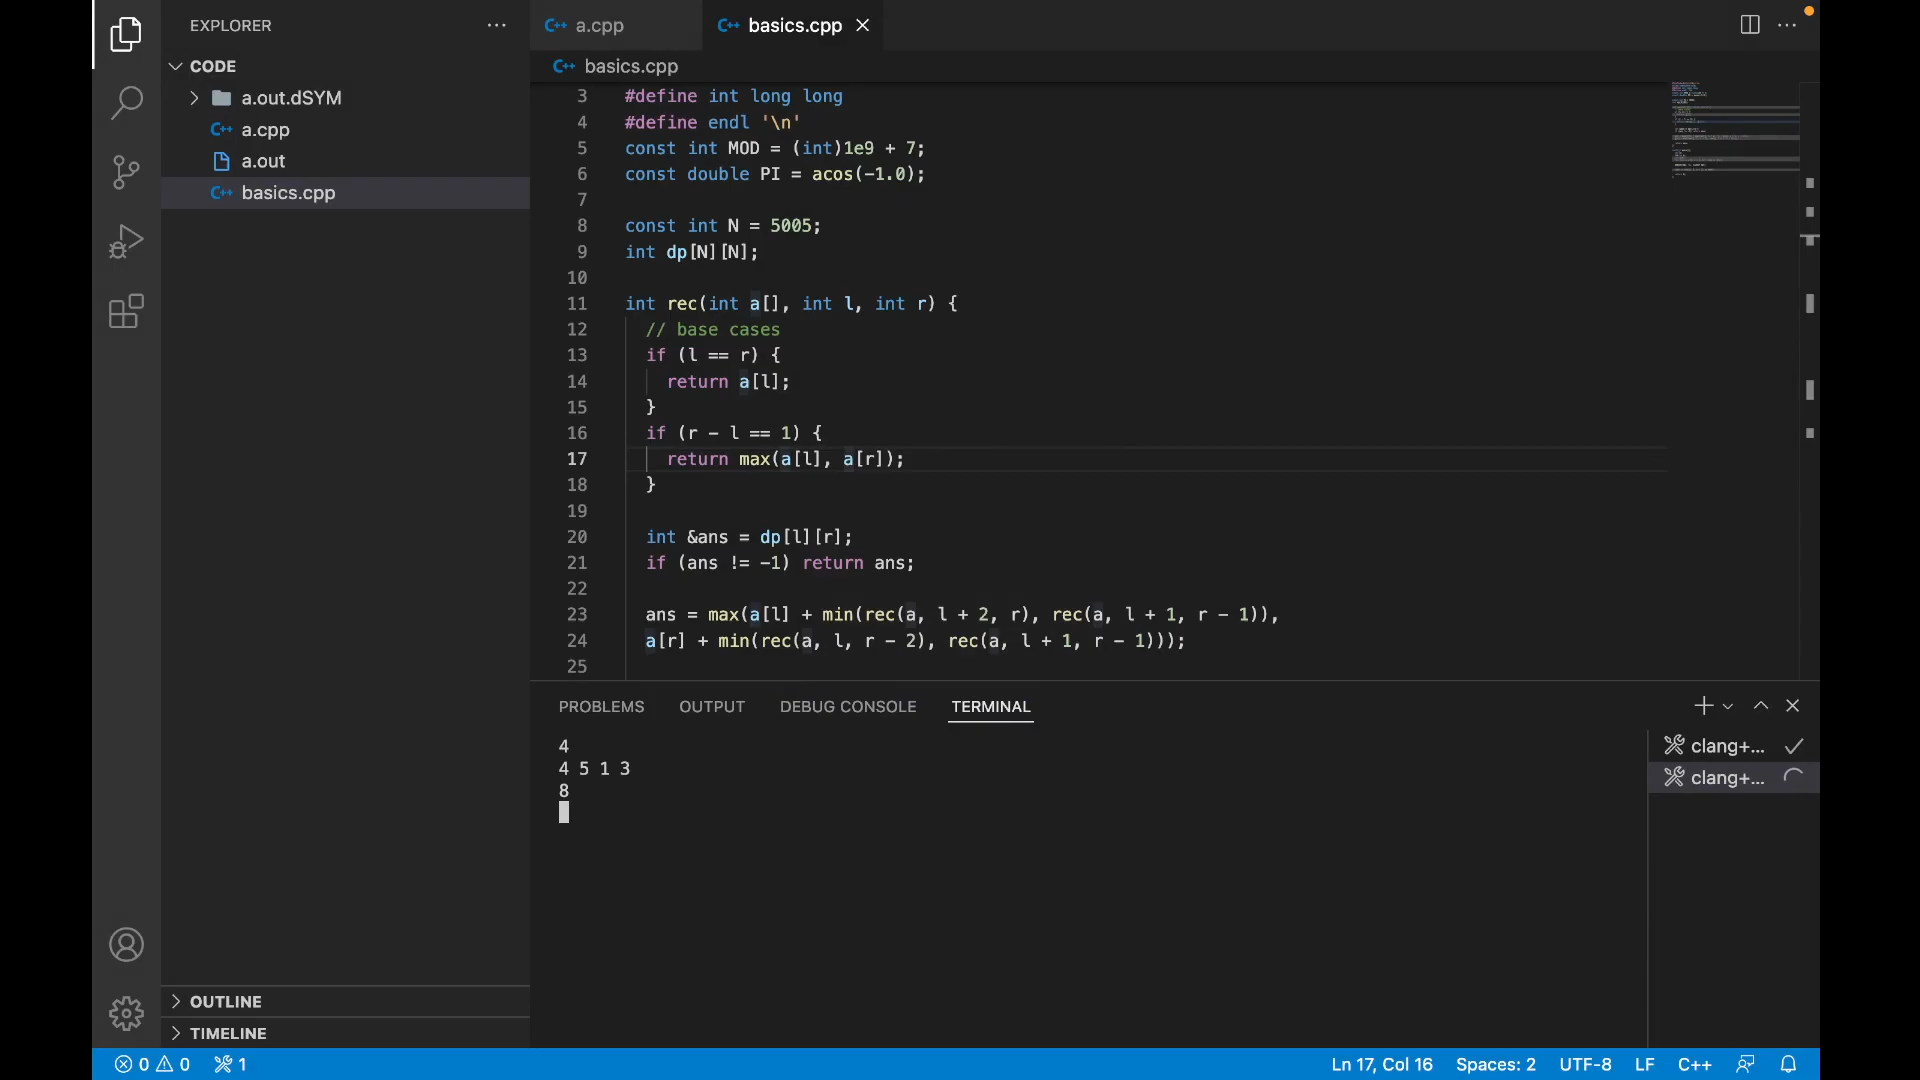 EXPLORER
CODE
a.out.dSYM
C++ a.cpp
a.out
C++ basics.cpp
OUTLINE
TIMELINE
C++ a.cpp
C++ basics.cpp
C++ basics.cpp
3 #define int long long
4 #define endl '\n'
5 const int MOD = (int)1e9 + 7;
6 const double PI = acos(-1.0);
7
8 const int N = 5005;
9 int dp[N][N];
10
11 int rec(int a[], int l, int r) {
12 // base cases
13 if (l == r) {
14 return a[l];
15 }
16 if (r - l == 1) {
17 return max(a[l], a[r]);
18 }
19
20 int &ans = dp[l][r];
21 if (ans != -1) return ans;
22
23 ans = max(a[l] + min(rec(a, l + 2, r), rec(a, l + 1, r - 1)),
24 a[r] + min(rec(a, l, r - 2), rec(a, l + 1, r - 1)));
25
PROBLEMS OUTPUT DEBUG CONSOLE TERMINAL
4
4 5 1 3
8
clang+...
clang+...
0 0 1
Ln 17, Col 16 Spaces: 2 UTF-8 LF C++